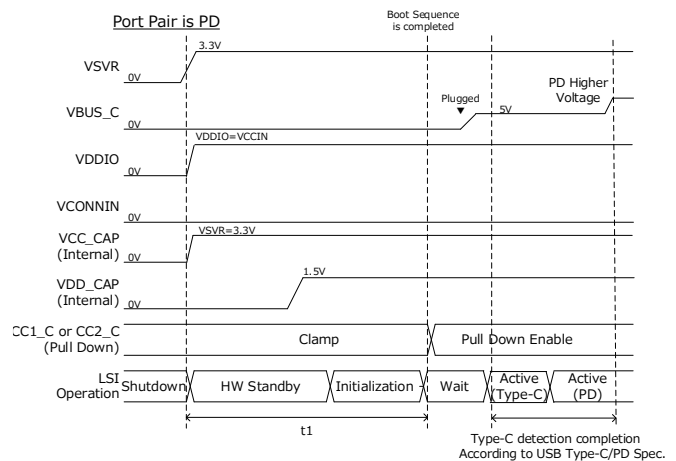 Port Pair is PD
Boot Sequence
is completed
VSVR
0V
3.3V
VBUS_C
0V
Plugged
5V
PD Higher
Voltage
VDDIO
0V
VDDIO=VCCIN
VCONNIN
0V
VCC_CAP
(Internal)
0V
VSVR=3.3V
VDD_CAP
(Internal)
0V
1.5V
CC1_C or CC2_C
(Pull Down)
Clamp
Pull Down Enable
LSI
Operation
Shutdown
HW Standby
Initialization
Wait
Active
(Type-C)
Active
(PD)
t1
Type-C detection completion
According to USB Type-C/PD Spec.